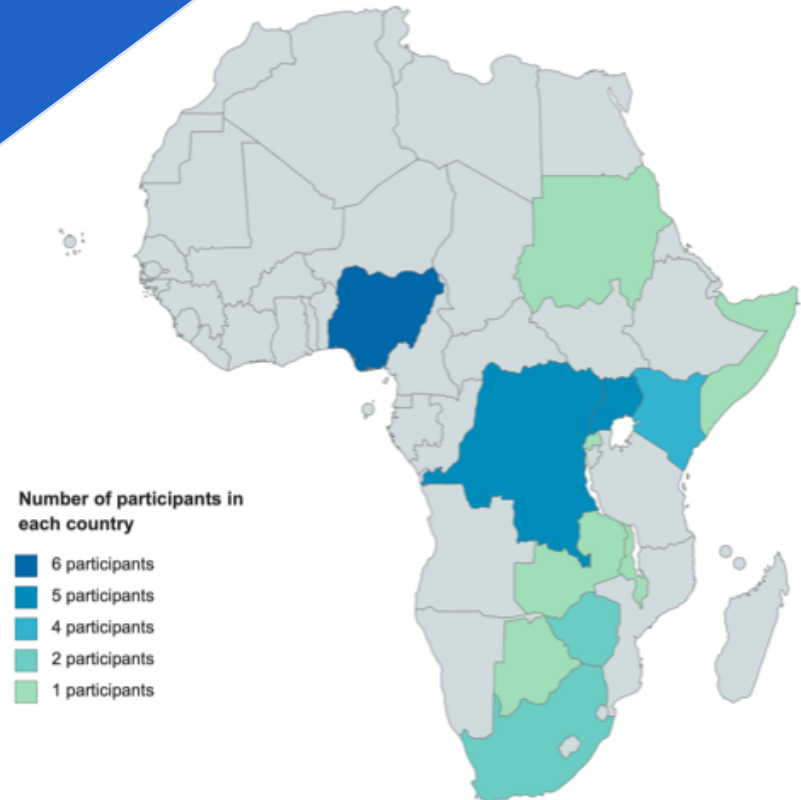 Number of participants in
each country
6 participants
5 participants
4 participants
2 participants
1 participants